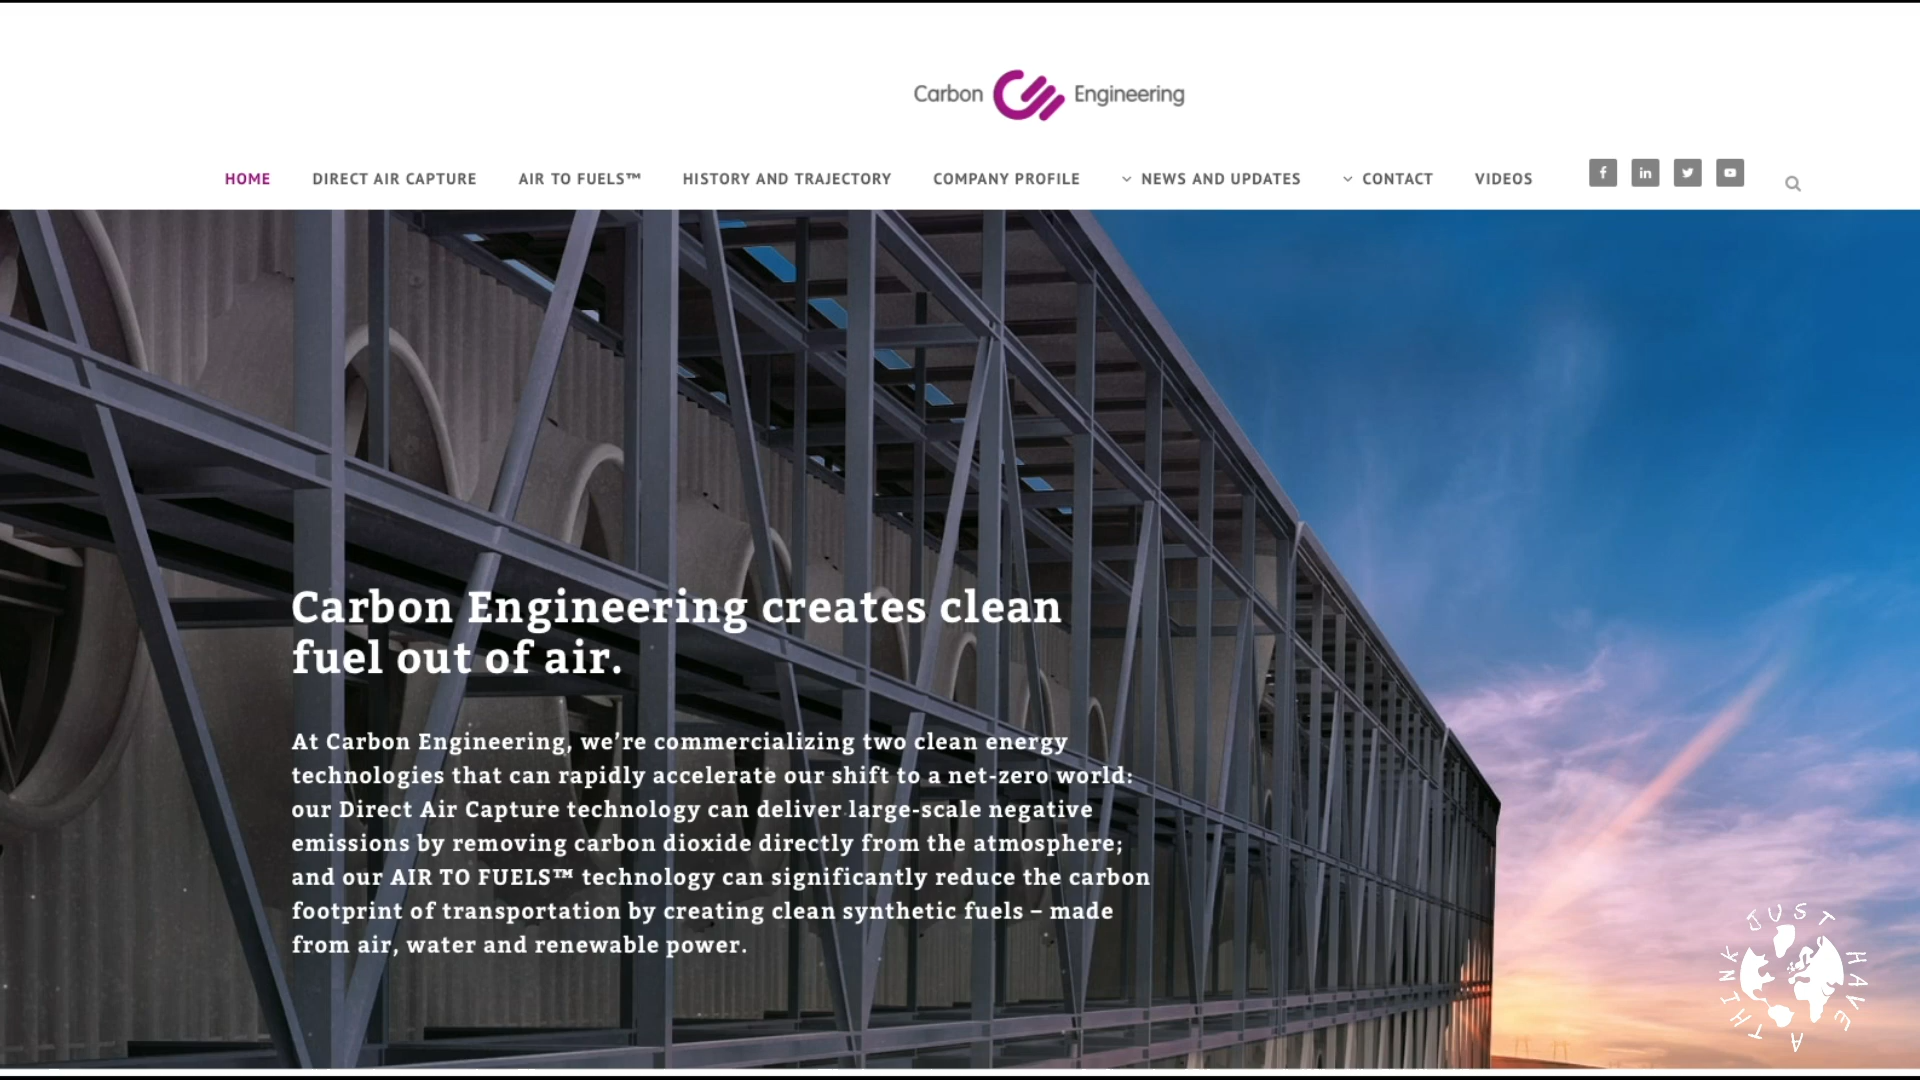 Carbon Engineering
HOME DIRECT AIR CAPTURE AIR TO FUELS™ HISTORY AND TRAJECTORY COMPANY PROFILE NEWS AND UPDATES CONTACT VIDEOS
Carbon Engineering creates clean
fuel out of air.
At Carbon Engineering, we’re commercializing two clean energy
technologies that can rapidly accelerate our shift to a net-zero world:
our Direct Air Capture technology can deliver large-scale negative
emissions by removing carbon dioxide directly from the atmosphere;
and our AIR TO FUELS™ technology can significantly reduce the carbon
footprint of transportation by creating clean synthetic fuels – made
from air, water and renewable power.
JUST HAVE A THINK